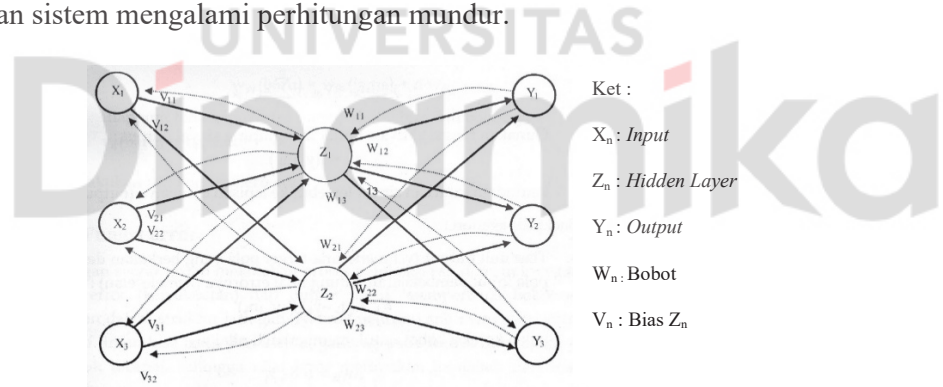 an sistem mengalami perhitungan mundur.
UNIVERSITAS
Dinamika
X₁
V₁₁
V₁₂
X₂
V₂₁
V₂₂
X₃
V₃₁
V₃₂
Z₁
Z₂
W₁₁
W₁₂
W₁₃
13
W₂₁
W₂₂
W₂₃
Y₁
Y₂
Y₃
Ket :
Xₙ : Input
Zₙ : Hidden Layer
Yₙ : Output
Wₙ : Bobot
Vₙ : Bias Zₙ